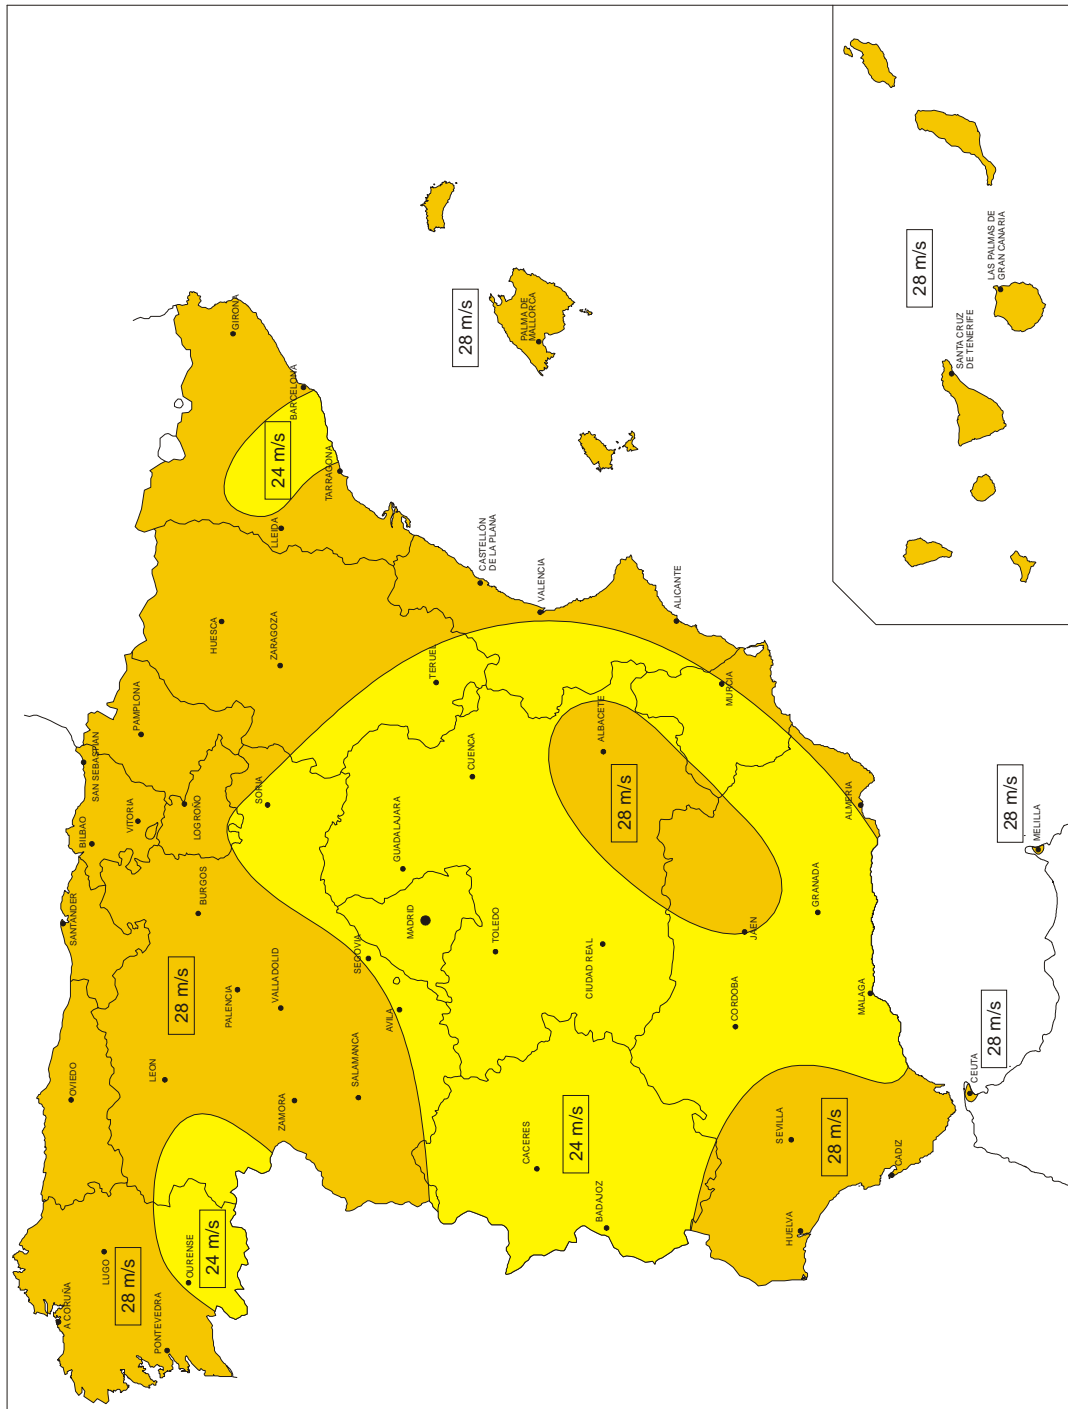 A CORUÑA
LUGO
28 m/s
PONTEVEDRA
OURENSE
24 m/s
OVIEDO
SANTANDER
BILBAO
SAN SEBASTIAN
VITORIA
PAMPLONA
LOGROÑO
LEON
BURGOS
28 m/s
PALENCIA
VALLADOLID
ZAMORA
SALAMANCA
SORIA
SEGOVIA
AVILA
HUESCA
ZARAGOZA
LLEIDA
24 m/s
GIRONA
BARCELONA
TARRAGONA
TERUEL
CASTELLÓN
DE LA PLANA
VALENCIA
ALICANTE
GUADALAJARA
MADRID
CUENCA
TOLEDO
CIUDAD REAL
ALBACETE
28 m/s
CACERES
24 m/s
BADAJOZ
MURCIA
JAEN
CORDOBA
GRANADA
ALMERIA
MALAGA
SEVILLA
28 m/s
HUELVA
CADIZ
CEUTA
28 m/s
MELILLA
28 m/s
28 m/s
PALMA DE
MALLORCA
28 m/s
LAS PALMAS DE
GRAN CANARIA
SANTA CRUZ
DE TENERIFE